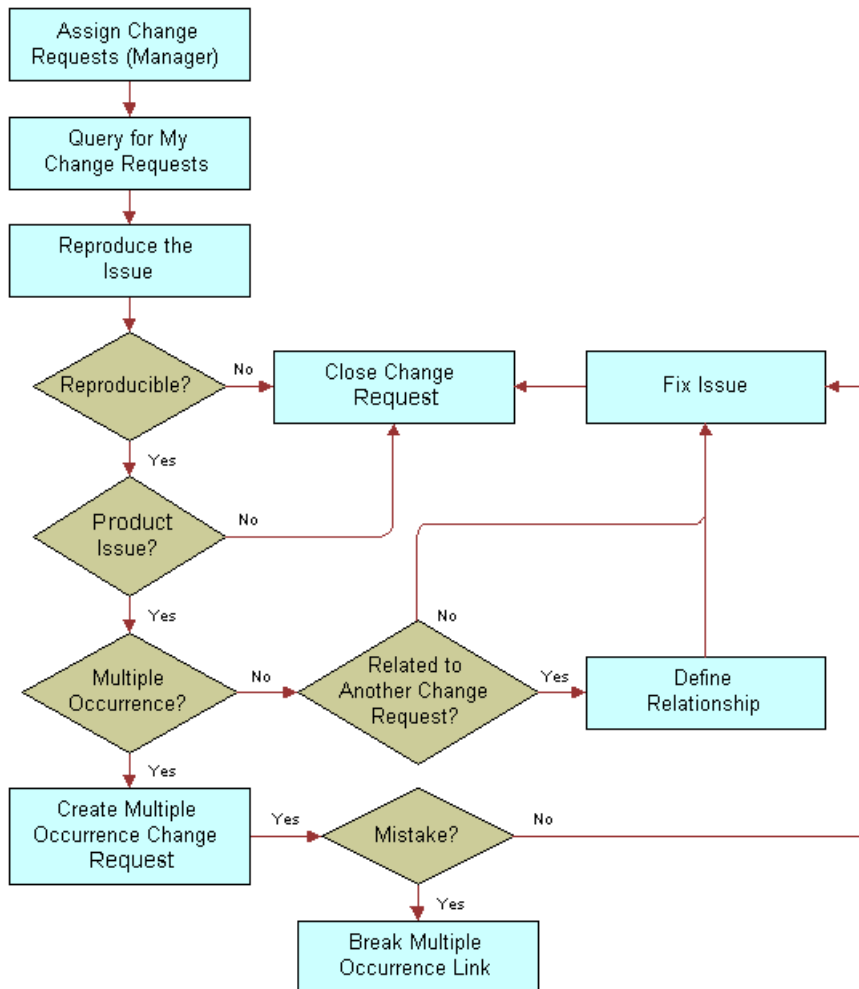 Assign Change
Requests (Manager)
Query for My
Change Requests
Reproduce the
Issue
Reproducible?
No
Close Change
Request
Fix Issue
Yes
Product
Issue?
No
Yes
No
Multiple
Occurrence?
No
Related to
Another Change
Request?
Yes
Define
Relationship
Yes
Create Multiple
Occurrence Change
Request
Yes
Mistake?
No
Yes
Break Multiple
Occurrence Link